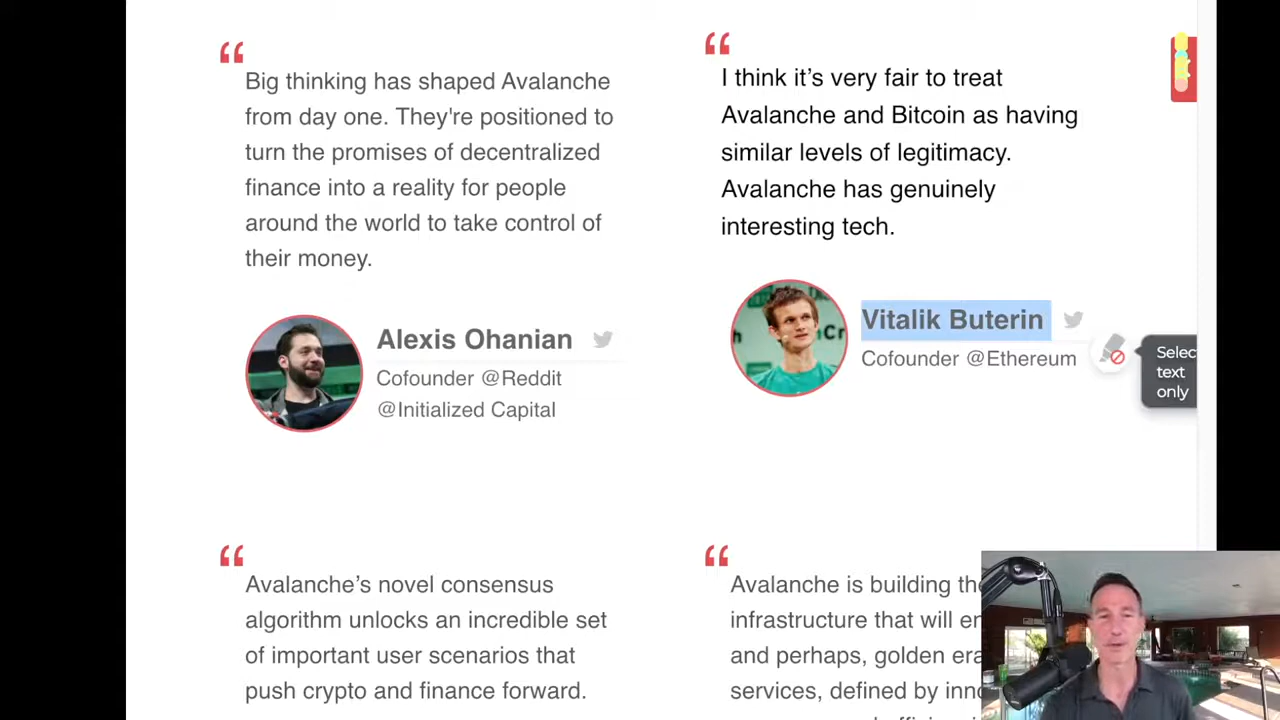 “
Big thinking has shaped Avalanche
from day one. They're positioned to
turn the promises of decentralized
finance into a reality for people
around the world to take control of
their money.
Alexis Ohanian
Cofounder @Reddit
@Initialized Capital
“
I think it’s very fair to treat
Avalanche and Bitcoin as having
similar levels of legitimacy.
Avalanche has genuinely
interesting tech.
Vitalik Buterin
Cofounder @Ethereum
Selec
text
only
“
Avalanche’s novel consensus
algorithm unlocks an incredible set
of important user scenarios that
push crypto and finance forward.
“
Avalanche is building the
infrastructure that will en
and perhaps, golden era
services, defined by inno